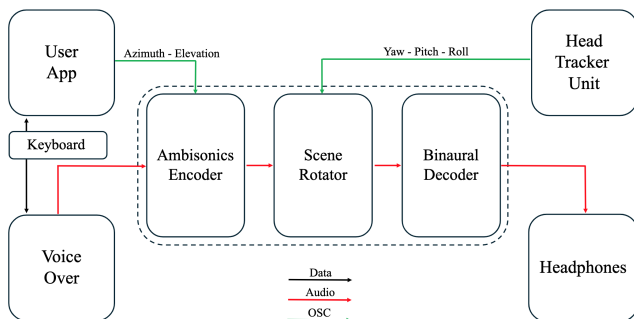 User
App
Azimuth - Elevation
Yaw - Pitch - Roll
Head
Tracker
Unit
Keyboard
Ambisonics
Encoder
Scene
Rotator
Binaural
Decoder
Voice
Over
Headphones
Data
Audio
OSC